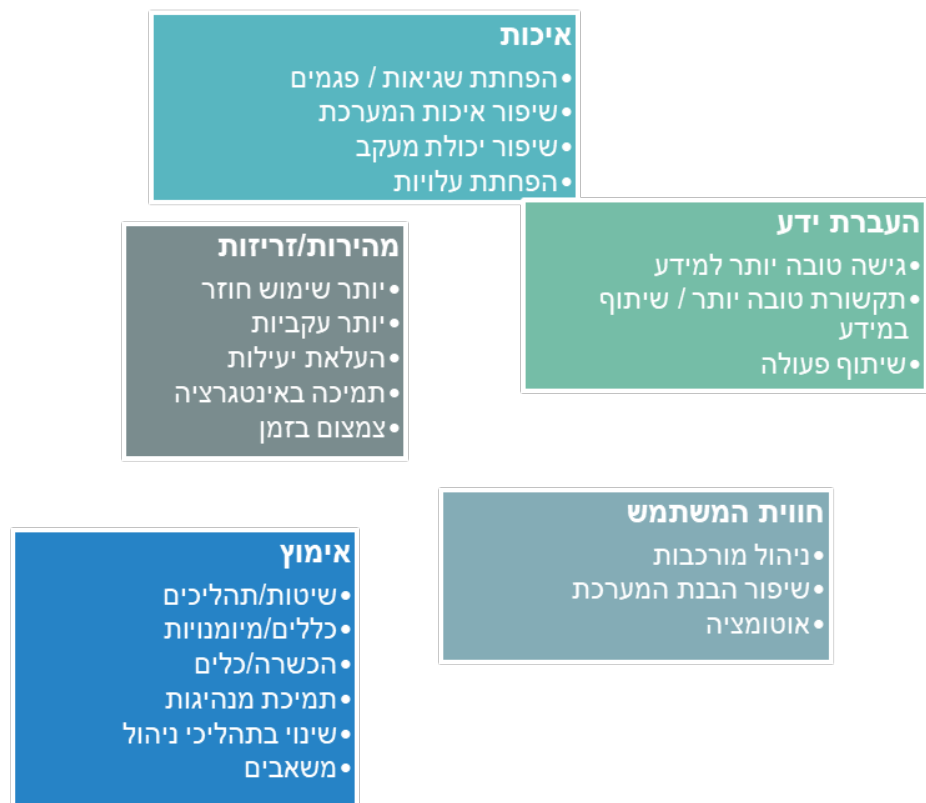 איכות
•הפחתת שגיאות / פגמים
•שיפור איכות המערכת
•שיפור יכולת מעקב
•הפחתת עלויות
העברת ידע
•גישה טובה יותר למידע
•תקשורת טובה יותר / שיתוף
במידע
•שיתוף פעולה
מהירות/זריזות
•יותר שימוש חוזר
•יותר עקביות
•העלאת יעילות
•תמיכה באינטגרציה
•צמצום בזמן
חווית המשתמש
•ניהול מורכבות
•שיפור הבנת המערכת
•אוטומציה
אימוץ
•שיטות/תהליכים
•כללים/מיומנויות
•הכשרה/כלים
•תמיכת מנהיגות
•שינוי בתהליכי ניהול
•משאבים